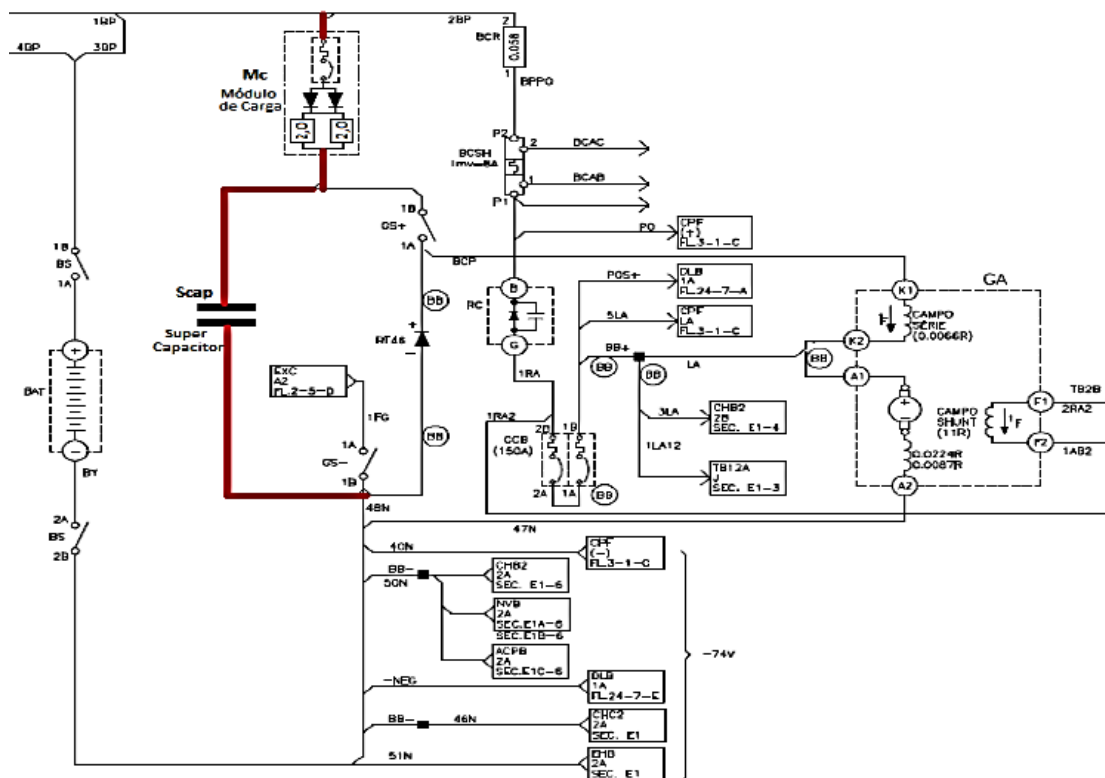 1BP
2BP
4BP
3BP
2
BCR
0.058
1
BPPO
Mc
Módulo
de Carga
2,0
2,0
P2
2
BCAC
BCSH
1mv=8A
1
BCAB
P1
1B
GS+
1A
PO
CPF
(+)
FL.3-1-C
BCP
1B
BS
1A
Scap
Super
Capacitor
BB
+
RT46
-
BB
B
RC
G
POS+
DLB
1A
FL.24-7-A
5LA
CPF
LA
FL.3-1-C
GA
K1
IF
CAMPO
SÉRIE
(0.0066R)
K2
BB
A1
BB+
BB
BB
LA
1RA
EXC
A2
FL.2-5-D
1FG
1A
GS-
1B
+
BAT
-
BY
1RA2
2B
1B
CCB
(150A)
2A
1A
BB
3LA
CHB2
2B
SEC. E1-4
1LA12
TB12A
J
SEC. E1-3
+
-
CAMPO
SHUNT
(11R)
IF
F1
TB2B
2RA2
F2
1AB2
0.0224R
0.0087R
A2
48N
47N
2A
BS
2B
40N
CPF
(-)
FL.3-1-C
BB-
50N
CHB2
2A
SEC. E1-6
NVB
2A
SEC.E1A-6
SEC.E1B-6
ACPB
2A
SEC.E1C-6
-74V
-NEG
DLB
1A
FL.24-7-E
BB-
46N
CHC2
2A
SEC. E1
51N
EHB
2A
SEC. E1